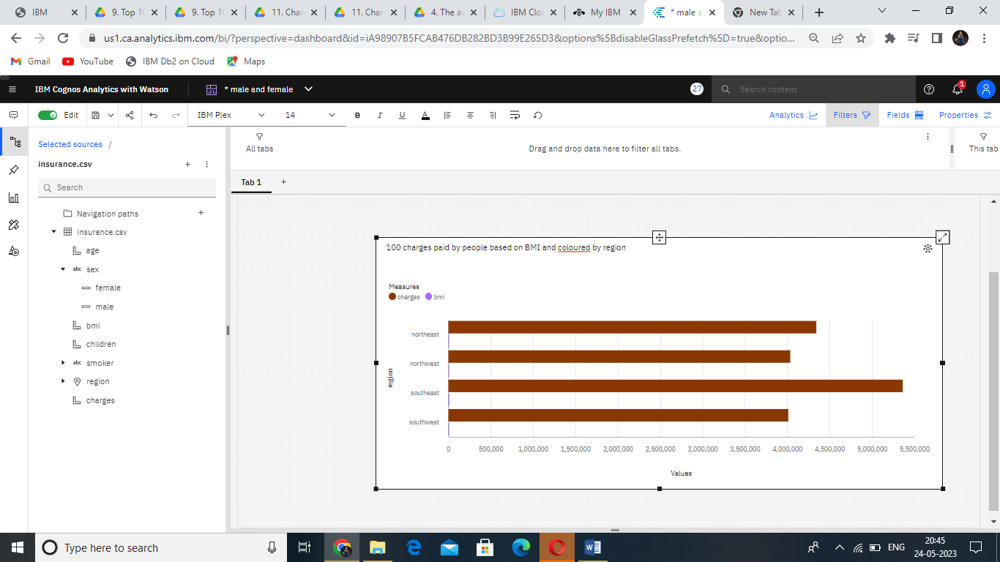 IBM
9. Top 10
9. Top 10
11. Char
11. Char
4. The av
IBM Clou
My IBM
* male a
New Tab
us1.ca.analytics.ibm.com/bi/?perspective=dashboard&id=iA98907B5FCAB476DB282BD3B99E265D3&options%5BdisableGlassPrefetch%5D=true&optio...
Gmail
YouTube
IBM Db2 on Cloud
Maps
IBM Cognos Analytics with Watson
* male and female
27
Search content
1
Edit
IBM Plex
14
B
I
U
A
Analytics
Filters
Fields
Properties
Selected sources /
insurance.csv
Search
Navigation paths
insurance.csv
age
abc sex
female
male
bmi
children
abc smoker
region
charges
All tabs
Drag and drop data here to filter all tabs.
This tab
Tab 1
100 charges paid by people based on BMI and coloured by region
Measures
charges
bmi
region
northeast
northwest
southeast
southwest
0
500,000
1,000,000
1,500,000
2,000,000
2,500,000
3,000,000
3,500,000
4,000,000
4,500,000
5,000,000
5,500,000
Values
Type here to search
ENG
20:45
24-05-2023